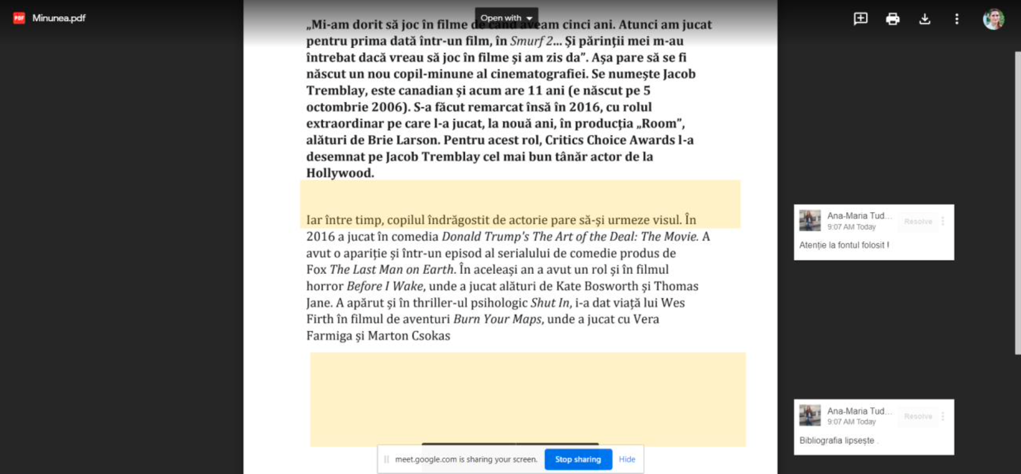 Minunea.pdf
Open with
„Mi-am dorit să joc în filme de când aveam cinci ani. Atunci am jucat
pentru prima dată într-un film, în Smurf 2... Și părinții mei m-au
întrebat dacă vreau să joc în filme și am zis da”. Așa pare să se fi
născut un nou copil-minune al cinematografiei. Se numește Jacob
Tremblay, este canadian și acum are 11 ani (e născut pe 5
octombrie 2006). S-a făcut remarcat însă în 2016, cu rolul
extraordinar pe care l-a jucat, la nouă ani, în producția „Room”,
alături de Brie Larson. Pentru acest rol, Critics Choice Awards l-a
desemnat pe Jacob Tremblay cel mai bun tânăr actor de la
Hollywood.
Iar între timp, copilul îndrăgostit de actorie pare să-și urmeze visul. În
2016 a jucat în comedia Donald Trump's The Art of the Deal: The Movie. A
avut o apariție și într-un episod al serialului de comedie produs de
Fox The Last Man on Earth. În aceleași an a avut un rol și în filmul
horror Before I Wake, unde a jucat alături de Kate Bosworth și Thomas
Jane. A apărut și în thriller-ul psihologic Shut In, i-a dat viață lui Wes
Firth în filmul de aventuri Burn Your Maps, unde a jucat cu Vera
Farmiga și Marton Csokas
Ana-Maria Tud...
Resolve
9:07 AM Today
Atenție la fontul folosit !
Ana-Maria Tud...
Resolve
9:07 AM Today
Bibliografia lipsește
meet.google.com is sharing your screen.
Stop sharing
Hide